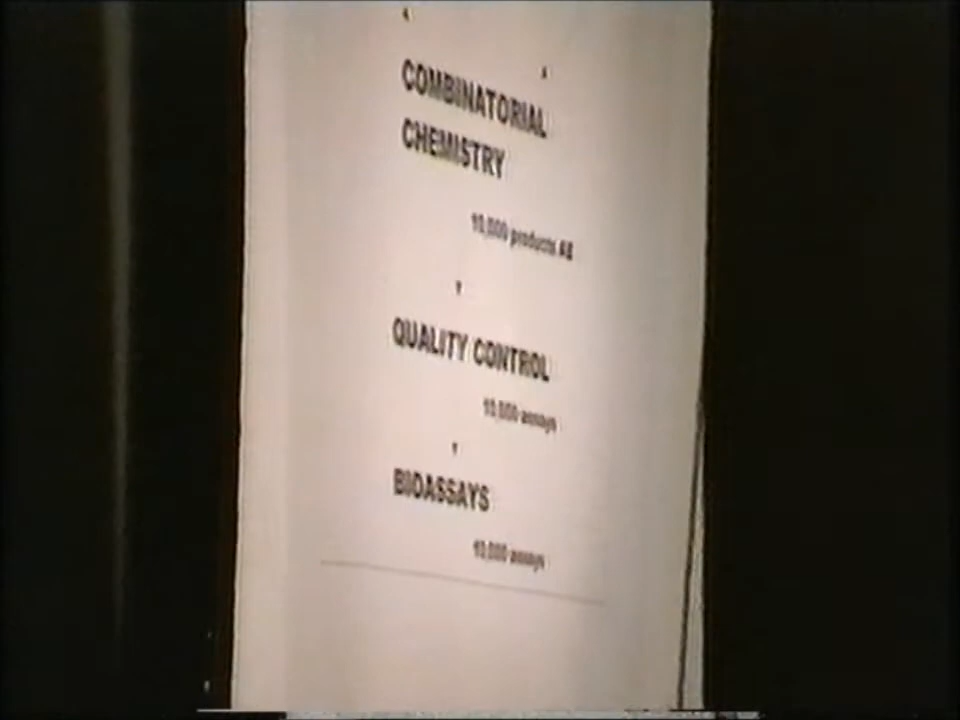 COMBINATORIAL
CHEMISTRY
10,000 products
QUALITY CONTROL
10,000 assays
BIOASSAYS
10,000 assays